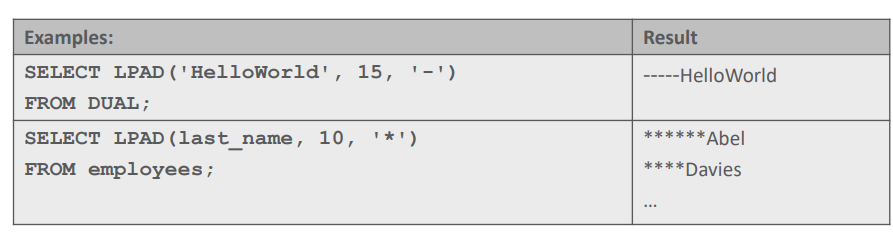 Examples:
Result
SELECT LPAD('HelloWorld', 15, '-')
FROM DUAL;
-----HelloWorld
SELECT LPAD(last_name, 10, '*')
FROM employees;
******Abel
****Davies
…